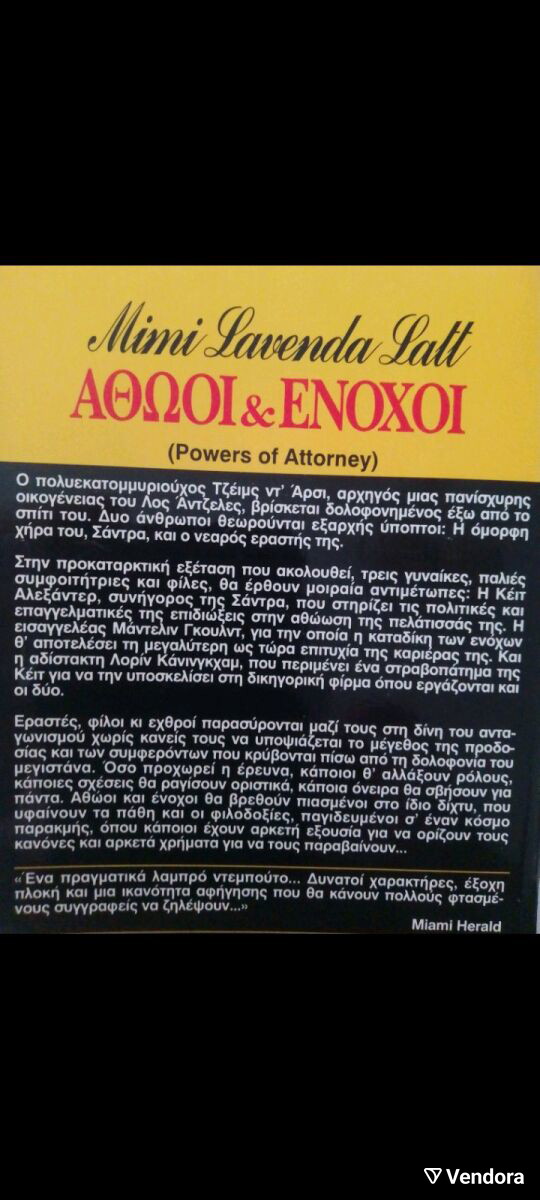 Mimi Lavenda Latt
ΑΘΩΟΙ & ΕΝΟΧΟΙ
(Powers of Attorney)
Ο πολυεκατομμυριούχος Τζέιμς ντ' Άρσι, αρχηγός μιας πανίσχυρης
οικογένειας του Λος Άντζελες, βρίσκεται δολοφονημένος έξω από το
σπίτι του. Δυο άνθρωποι θεωρούνται εξαρχής ύποπτοι: Η όμορφη
χήρα του, Σάντρα, και ο νεαρός εραστής της.
Στην προκαταρκτική εξέταση που ακολουθεί, τρεις γυναίκες, παλιές
συμφοιτήτριες και φίλες, θα έρθουν μοιραία αντιμέτωπες: Η Κέιτ
Αλεξάντερ, συνήγορος της Σάντρα, που στηρίζει τις πολιτικές και
επαγγελματικές της επιδιώξεις στην αθώωση της πελάτισσάς της. Η
εισαγγελέας Μάντελιν Γκουλντ, για την οποία η καταδίκη των ενόχων
θ' αποτελέσει τη μεγαλύτερη ως τώρα επιτυχία της καριέρας της. Και
η αδίστακτη Λορίν Κάνινγκχαμ, που περιμένει ένα στραβοπάτημα της
Κέιτ για να την υποσκελίσει στη δικηγορική φίρμα όπου εργάζονται και
οι δύο.
Εραστές, φίλοι κι εχθροί παρασύρονται μαζί τους στη δίνη του αντα-
γωνισμού χωρίς κανείς τους να υποψιάζεται το μέγεθος της προδο-
σίας και των συμφερόντων που κρύβονται πίσω από τη δολοφονία του
μεγιστάνα. Όσο προχωρεί η έρευνα, κάποιοι θ' αλλάξουν ρόλους,
κάποιες σχέσεις θα ραγίσουν οριστικά, κάποια όνειρα θα σβήσουν για
πάντα. Αθώοι και ένοχοι θα βρεθούν πιασμένοι στο ίδιο δίχτυ, που
υφαίνουν τα πάθη και οι φιλοδοξίες, παγιδευμένοι σ' έναν κόσμο
παρακμής, όπου κάποιοι έχουν αρκετή εξουσία για να ορίζουν τους
κανόνες και αρκετά χρήματα για να τους παραβαίνουν...
«Ένα πραγματικά λαμπρό ντεμπούτο... Δυνατοί χαρακτήρες, έξοχη
πλοκή και μια ικανότητα αφήγησης που θα κάνουν πολλούς φτασμέ-
νους συγγραφείς να ζηλέψουν...»
Miami Herald
Vendora